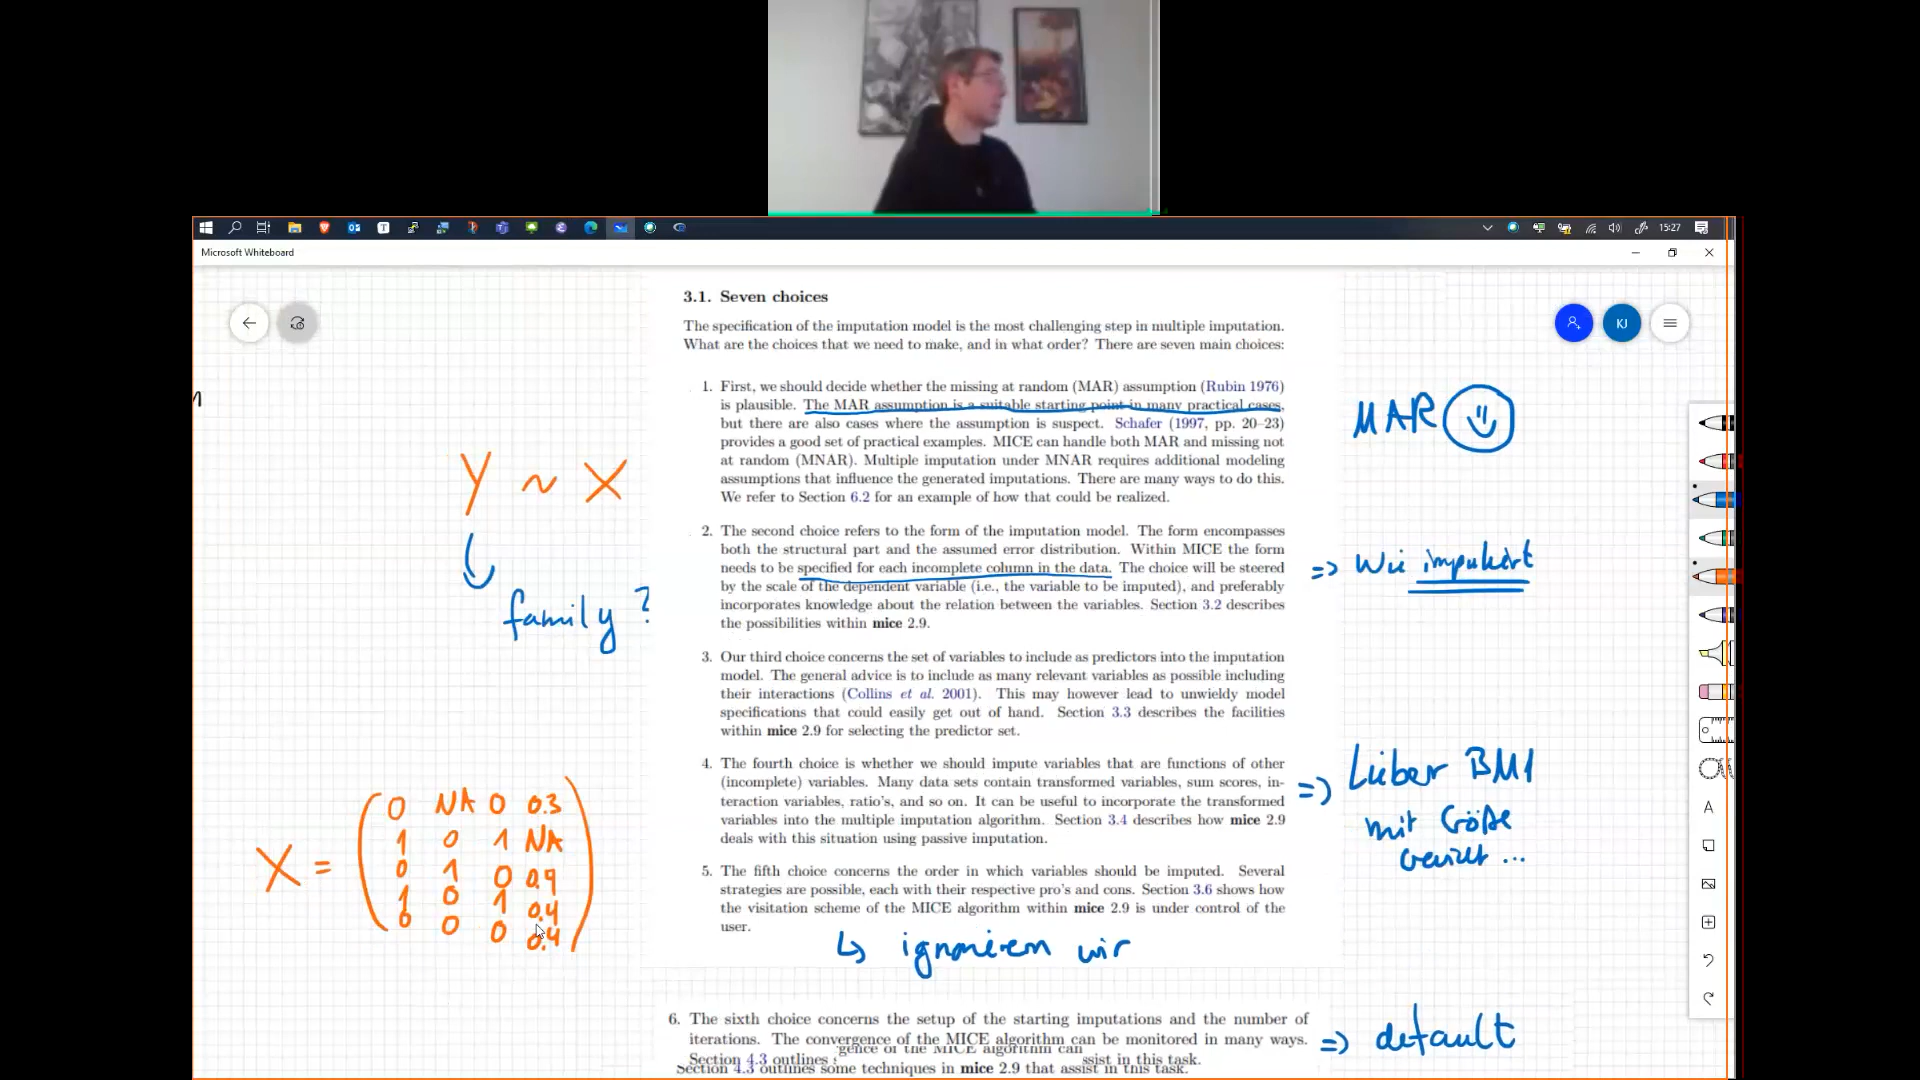 15:27
Microsoft Whiteboard
KJ
3.1. Seven choices
The specification of the imputation model is the most challenging step in multiple imputation.
What are the choices that we need to make, and in what order? There are seven main choices:
1. First, we should decide whether the missing at random (MAR) assumption (Rubin 1976)
is plausible. The MAR assumption is a suitable starting point in many practical cases,
but there are also cases where the assumption is suspect. Schafer (1997, pp. 20–23)
provides a good set of practical examples. MICE can handle both MAR and missing not
at random (MNAR). Multiple imputation under MNAR requires additional modeling
assumptions that influence the generated imputations. There are many ways to do this.
We refer to Section 6.2 for an example of how that could be realized.
MAR
Y ~ X
family?
2. The second choice refers to the form of the imputation model. The form encompasses
both the structural part and the assumed error distribution. Within MICE the form
needs to be specified for each incomplete column in the data. The choice will be steered
by the scale of the dependent variable (i.e., the variable to be imputed), and preferably
incorporates knowledge about the relation between the variables. Section 3.2 describes
the possibilities within mice 2.9.
=> Wie imputiert
3. Our third choice concerns the set of variables to include as predictors into the imputation
model. The general advice is to include as many relevant variables as possible including
their interactions (Collins et al. 2001). This may however lead to unwieldy model
specifications that could easily get out of hand. Section 3.3 describes the facilities
within mice 2.9 for selecting the predictor set.
4. The fourth choice is whether we should impute variables that are functions of other
(incomplete) variables. Many data sets contain transformed variables, sum scores, in-
teraction variables, ratio's, and so on. It can be useful to incorporate the transformed
variables into the multiple imputation algorithm. Section 3.4 describes how mice 2.9
deals with this situation using passive imputation.
=> Lieber BMI
mit Größe
Gewicht ...
X =
0 NA 0 0.3
1 0 1 NA
0 1 0 0.9
1 0 1 0.4
0 0 0 0.4
5. The fifth choice concerns the order in which variables should be imputed. Several
strategies are possible, each with their respective pro's and cons. Section 3.6 shows how
the visitation scheme of the MICE algorithm within mice 2.9 is under control of the
user.
↳ ignorieren wir
6. The sixth choice concerns the setup of the starting imputations and the number of
iterations. The convergence of the MICE algorithm can be monitored in many ways.
Section 4.3 outlines some techniques in mice 2.9 that assist in this task.
=> default
A